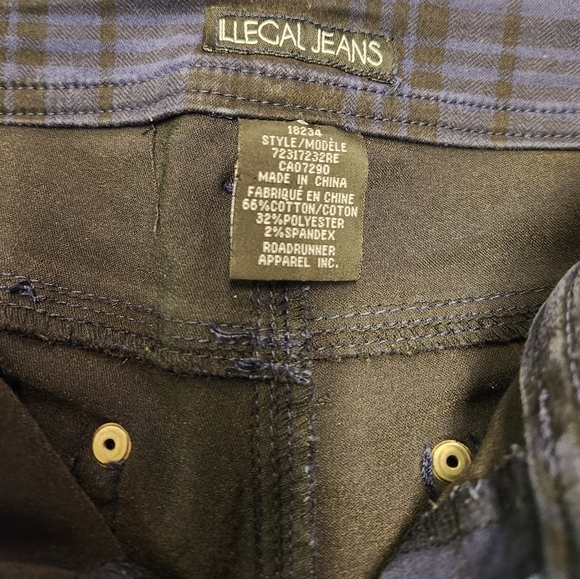 ILLEGAL JEANS
18234
STYLE/MODÈLE
72317232RE
CA07290
MADE IN CHINA
FABRIQUÉ EN CHINE
66%COTTON/COTON
32%POLYESTER
2%SPANDEX
ROADRUNNER
APPAREL INC.